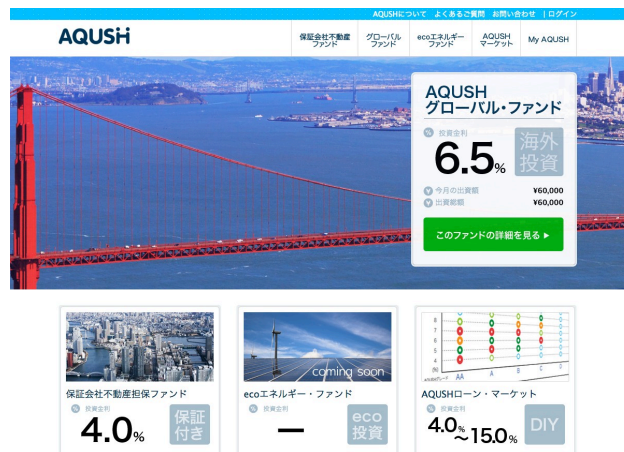 AQUSHについて よくあるご質問 お問い合わせ | ログイン
AQUSH
保証会社不動産
ファンド
グローバル
ファンド
ecoエネルギー
ファンド
AQUSH
マーケット
My AQUSH
AQUSH
グローバル・ファンド
% 投資金利
6.5%
海外
投資
¥ 今月の出資額 ¥60,000
¥ 出資総額 ¥60,000
このファンドの詳細を見る ▶
coming soon
8
7
6
5
4
(%)
AA
A
B
C
保証会社不動産担保ファンド
% 投資金利
4.0%
保証
付き
ecoエネルギー・ファンド
% 投資金利
—
eco
投資
AQUSHローン・マーケット
% 投資金利
4.0%
〜15.0%
DIY